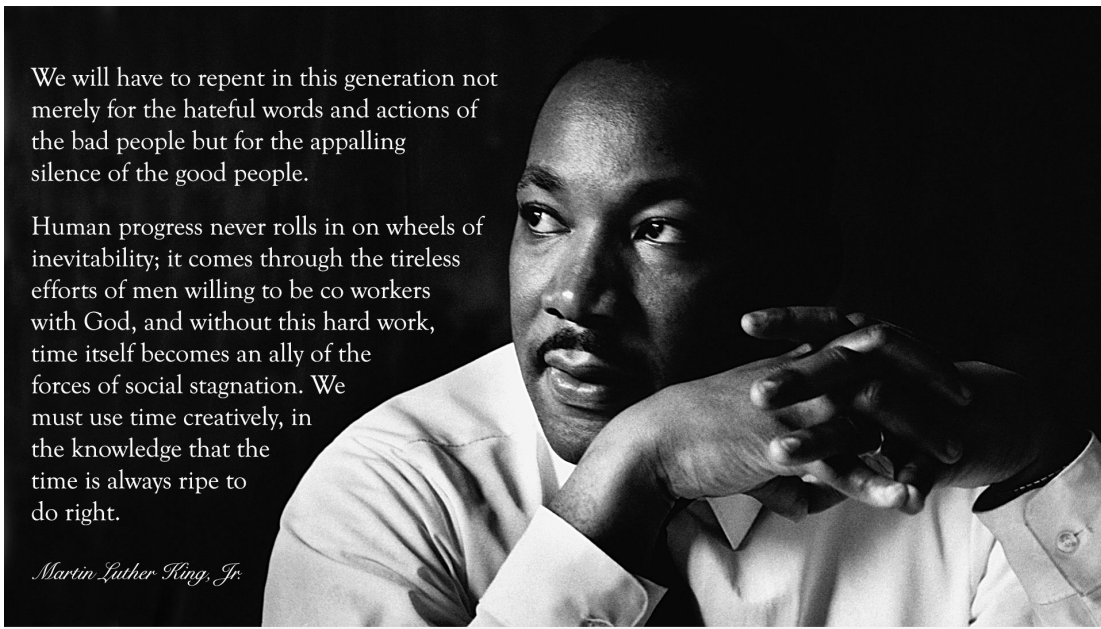 We will have to repent in this generation not
merely for the hateful words and actions of
the bad people but for the appalling
silence of the good people.
Human progress never rolls in on wheels of
inevitability; it comes through the tireless
efforts of men willing to be co workers
with God, and without this hard work,
time itself becomes an ally of the
forces of social stagnation. We
must use time creatively, in
the knowledge that the
time is always ripe to
do right.
Martin Luther King, Jr.